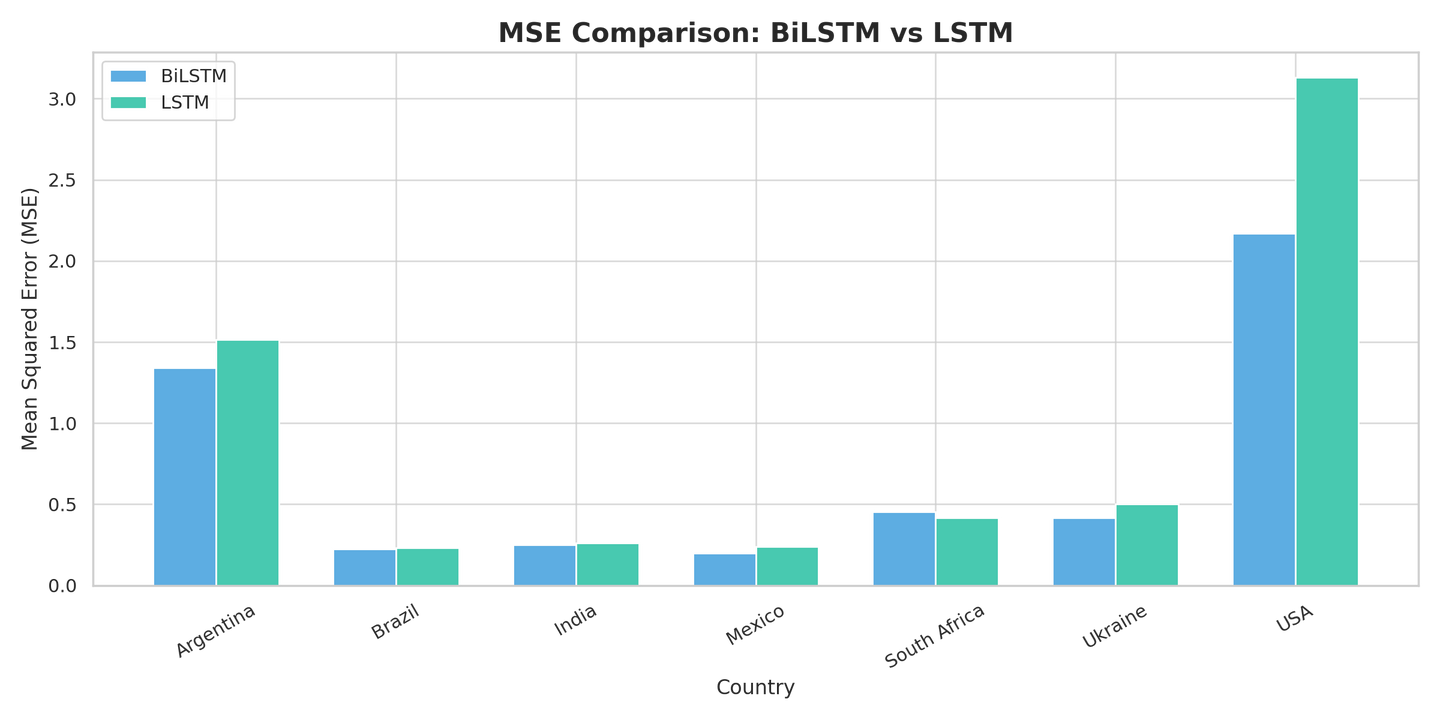 MSE Comparison: BiLSTM vs LSTM
BiLSTM
LSTM
Mean Squared Error (MSE)
3.0
2.5
2.0
1.5
1.0
0.5
0.0
Argentina
Brazil
India
Mexico
South Africa
Ukraine
USA
Country